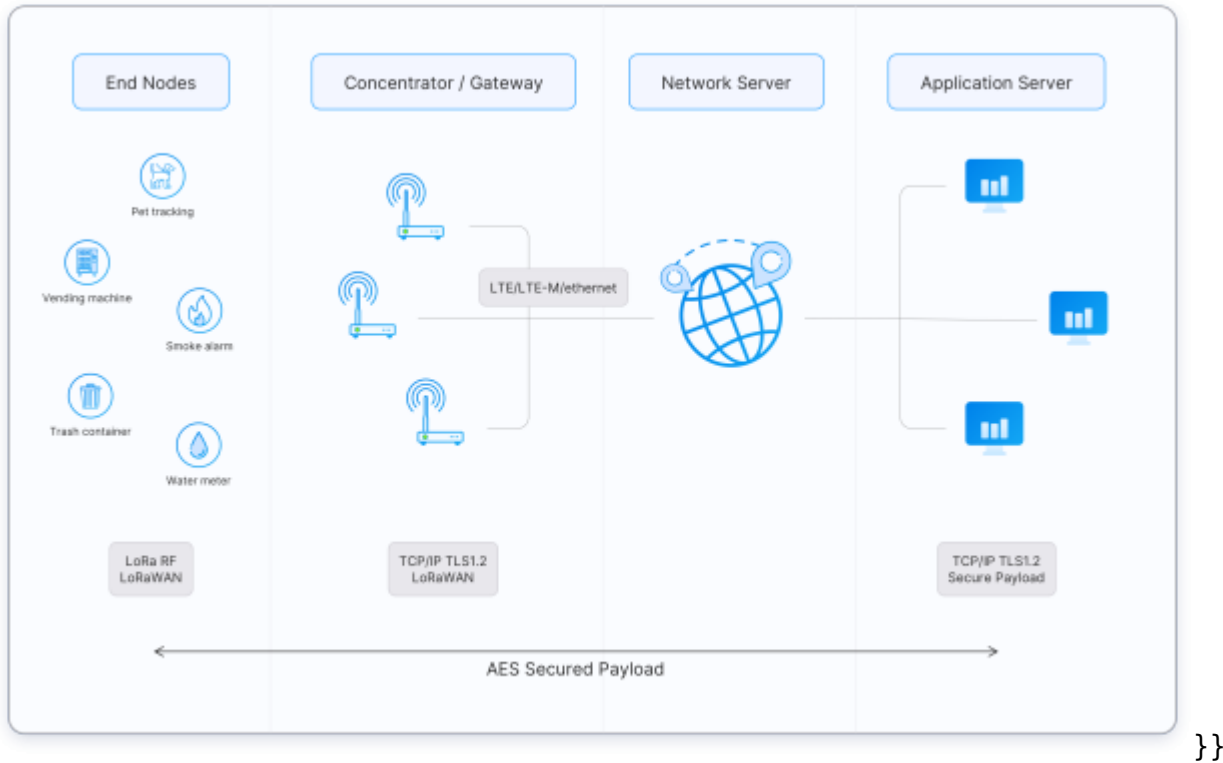 End Nodes
Concentrator / Gateway
Network Server
Application Server
Pet tracking
Vending machine
Smoke alarm
Trash container
Water meter
LTE/LTE-M/ethernet
LoRa RF
LoRaWAN
TCP/IP TLS1.2
LoRaWAN
TCP/IP TLS1.2
Secure Payload
AES Secured Payload
}}